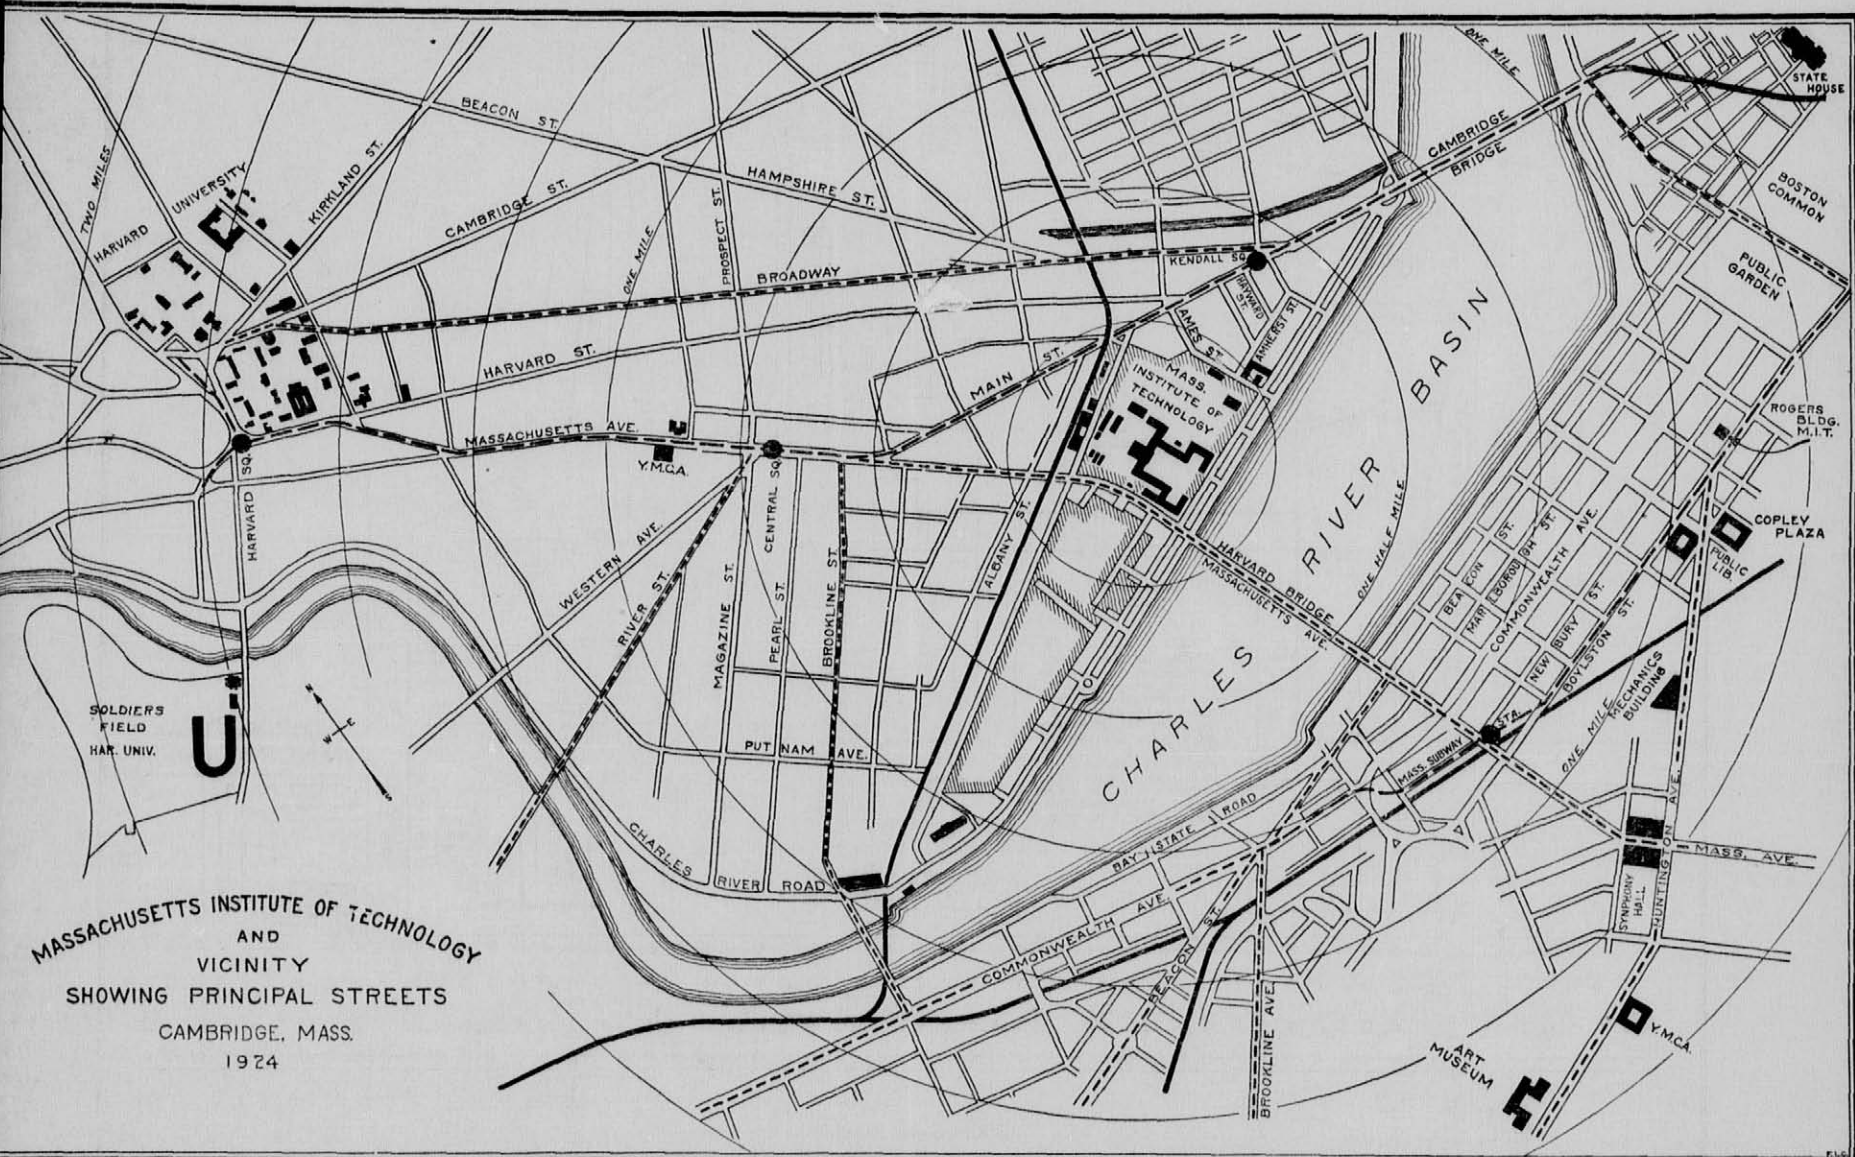 ONE MILE
STATE
HOUSE
BEACON ST.
CAMBRIDGE
BRIDGE
TWO MILES
HARVARD UNIVERSITY
KIRKLAND ST.
CAMBRIDGE ST.
HAMPSHIRE ST.
PROSPECT ST.
BOSTON
COMMON
ONE MILE
BROADWAY
KENDALL SQ.
PUBLIC
GARDEN
HAYWARD
ST.
AMES ST.
AMHERST ST.
HARVARD ST.
MAIN ST.
MASS.
INSTITUTE OF
TECHNOLOGY
CHARLES RIVER BASIN
ROGERS
BLDG.
M.I.T.
MASSACHUSETTS AVE.
Y.M.C.A.
HARVARD SQ.
CENTRAL SQ.
WESTERN AVE.
RIVER ST.
MAGAZINE ST.
PEARL ST.
BROOKLINE ST.
ALBANY ST.
HARVARD BRIDGE
MASSACHUSETTS AVE.
ONE HALF MILE
BEACON ST.
MARLBOROUGH ST.
COMMONWEALTH AVE.
NEWBURY ST.
BOYLSTON ST.
COPLEY
PLAZA
PUBLIC
LIB.
MECHANICS
BUILDING
ONE MILE
SOLDIERS
FIELD
HAR. UNIV.
N
W E
S
PUTNAM AVE.
MASS. SUBWAY STA.
CHARLES RIVER ROAD
BAY STATE ROAD
HUNTINGTON AVE.
MASS. AVE.
SYMPHONY
HALL
COMMONWEALTH AVE.
BEACON ST.
BROOKLINE AVE.
Y.M.C.A.
ART
MUSEUM
MASSACHUSETTS INSTITUTE OF TECHNOLOGY
AND
VICINITY
SHOWING PRINCIPAL STREETS
CAMBRIDGE, MASS.
1924
F.L.C.